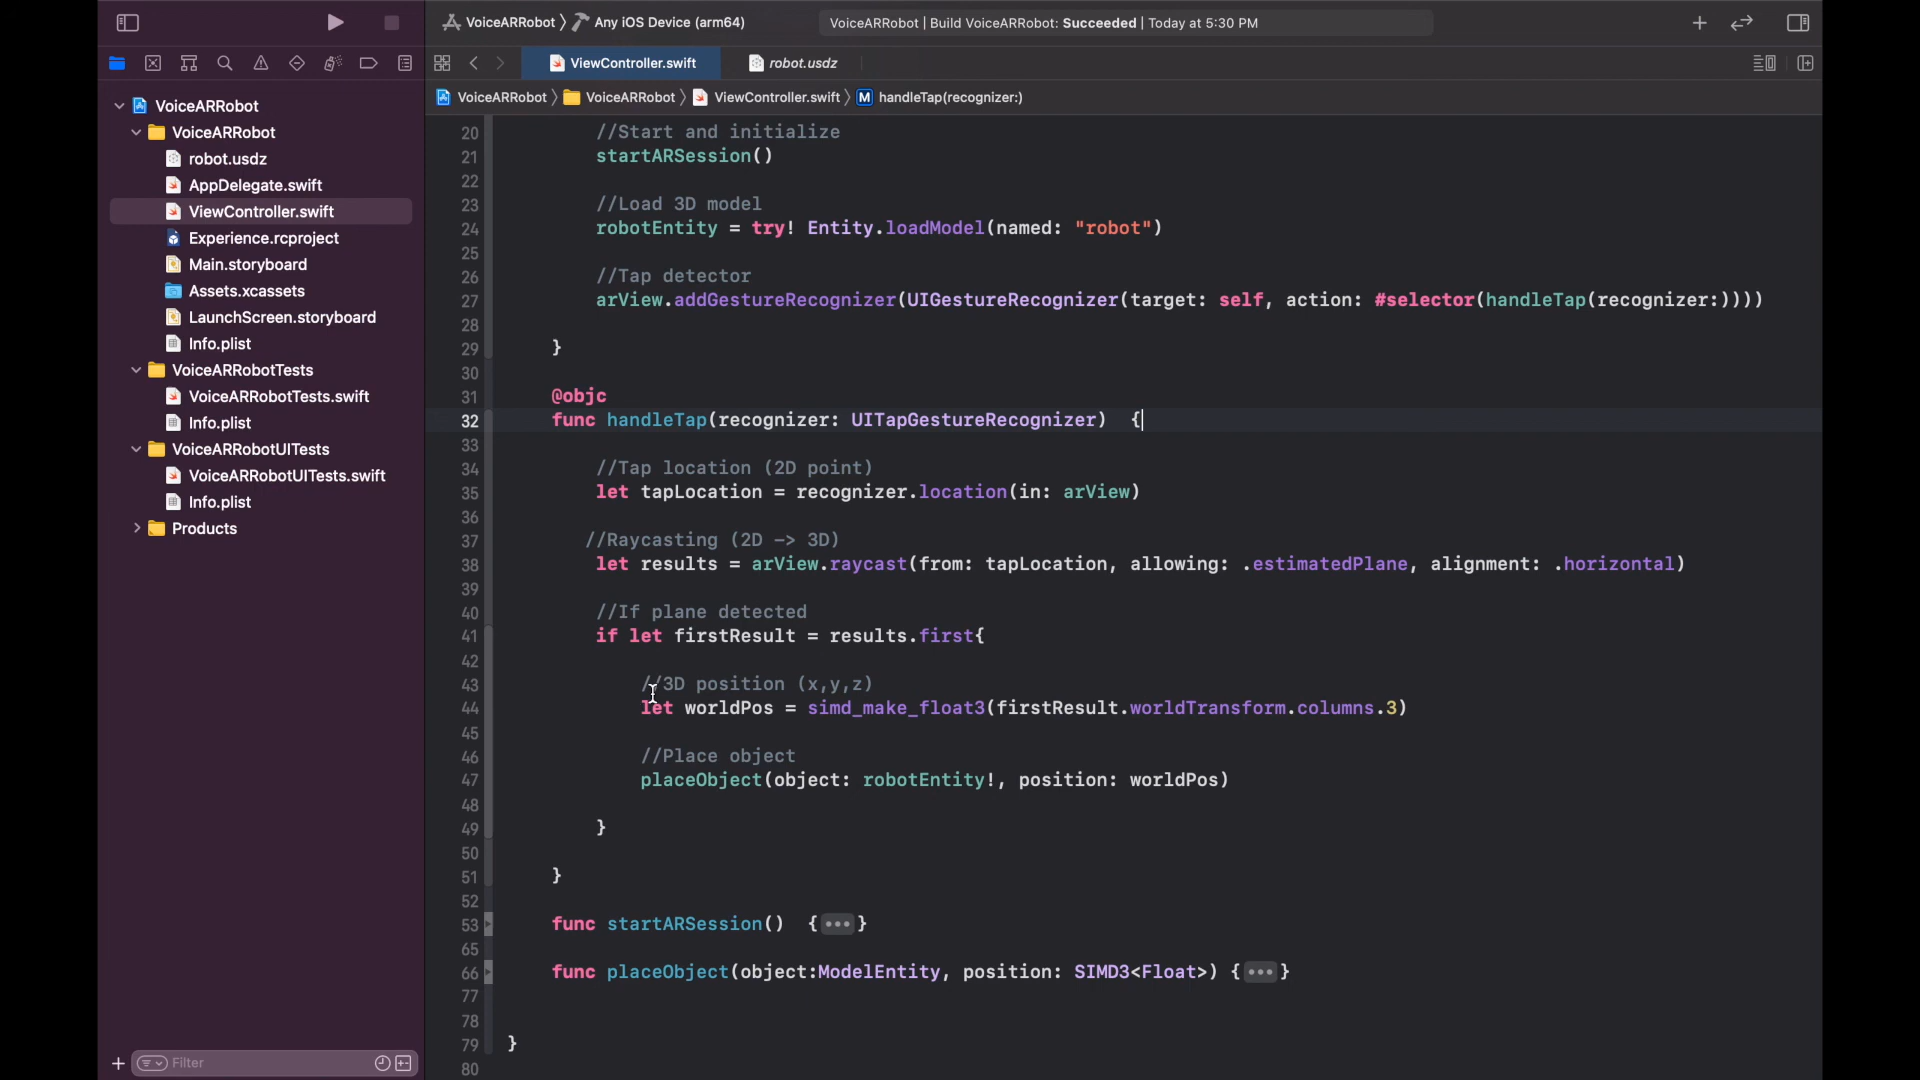 VoiceARRobot 〉 Any iOS Device (arm64)
VoiceARRobot | Build VoiceARRobot: Succeeded | Today at 5:30 PM
ViewController.swift
robot.usdz
VoiceARRobot 〉 VoiceARRobot 〉 ViewController.swift 〉 M handleTap(recognizer:)
VoiceARRobot
VoiceARRobot
robot.usdz
AppDelegate.swift
ViewController.swift
Experience.rcproject
Main.storyboard
Assets.xcassets
LaunchScreen.storyboard
Info.plist
VoiceARRobotTests
VoiceARRobotTests.swift
Info.plist
VoiceARRobotUITests
VoiceARRobotUITests.swift
Info.plist
Products
Filter
20 //Start and initialize
21 startARSession()
22
23 //Load 3D model
24 robotEntity = try! Entity.loadModel(named: "robot")
25
26 //Tap detector
27 arView.addGestureRecognizer(UIGestureRecognizer(target: self, action: #selector(handleTap(recognizer:))))
28
29 }
30
31 @objc
32 func handleTap(recognizer: UITapGestureRecognizer)  {
33
34 //Tap location (2D point)
35 let tapLocation = recognizer.location(in: arView)
36
37 //Raycasting (2D -> 3D)
38 let results = arView.raycast(from: tapLocation, allowing: .estimatedPlane, alignment: .horizontal)
39
40 //If plane detected
41 if let firstResult = results.first{
42
43 //3D position (x,y,z)
44 let worldPos = simd_make_float3(firstResult.worldTransform.columns.3)
45
46 //Place object
47 placeObject(object: robotEntity!, position: worldPos)
48
49 }
50
51 }
52
53 func startARSession()  {•••}
65
66 func placeObject(object:ModelEntity, position: SIMD3<Float>) {•••}
77
78
79 }
80